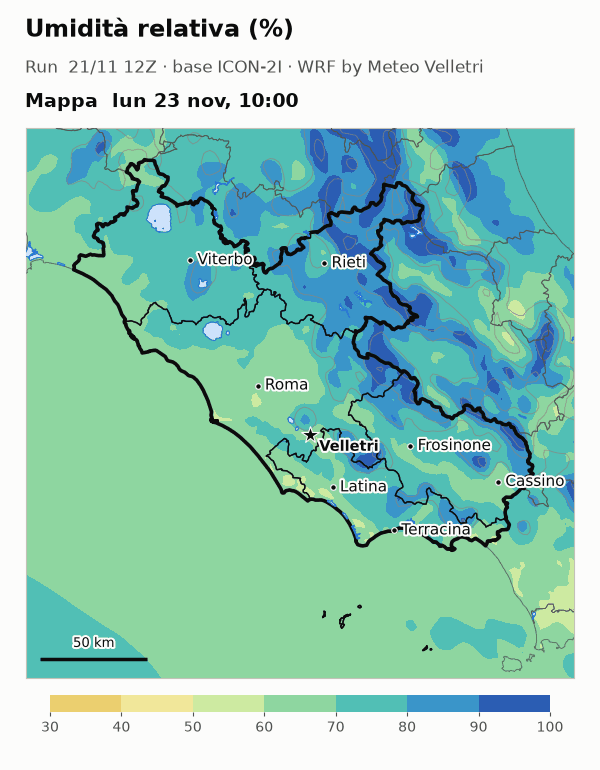 Umidità relativa (%)
Run  21/11 12Z · base ICON-2I · WRF by Meteo Velletri
Mappa  lun 23 nov, 10:00
Viterbo
Rieti
Roma
Velletri
Frosinone
Cassino
Latina
Terracina
50 km
30 40 50 60 70 80 90 100